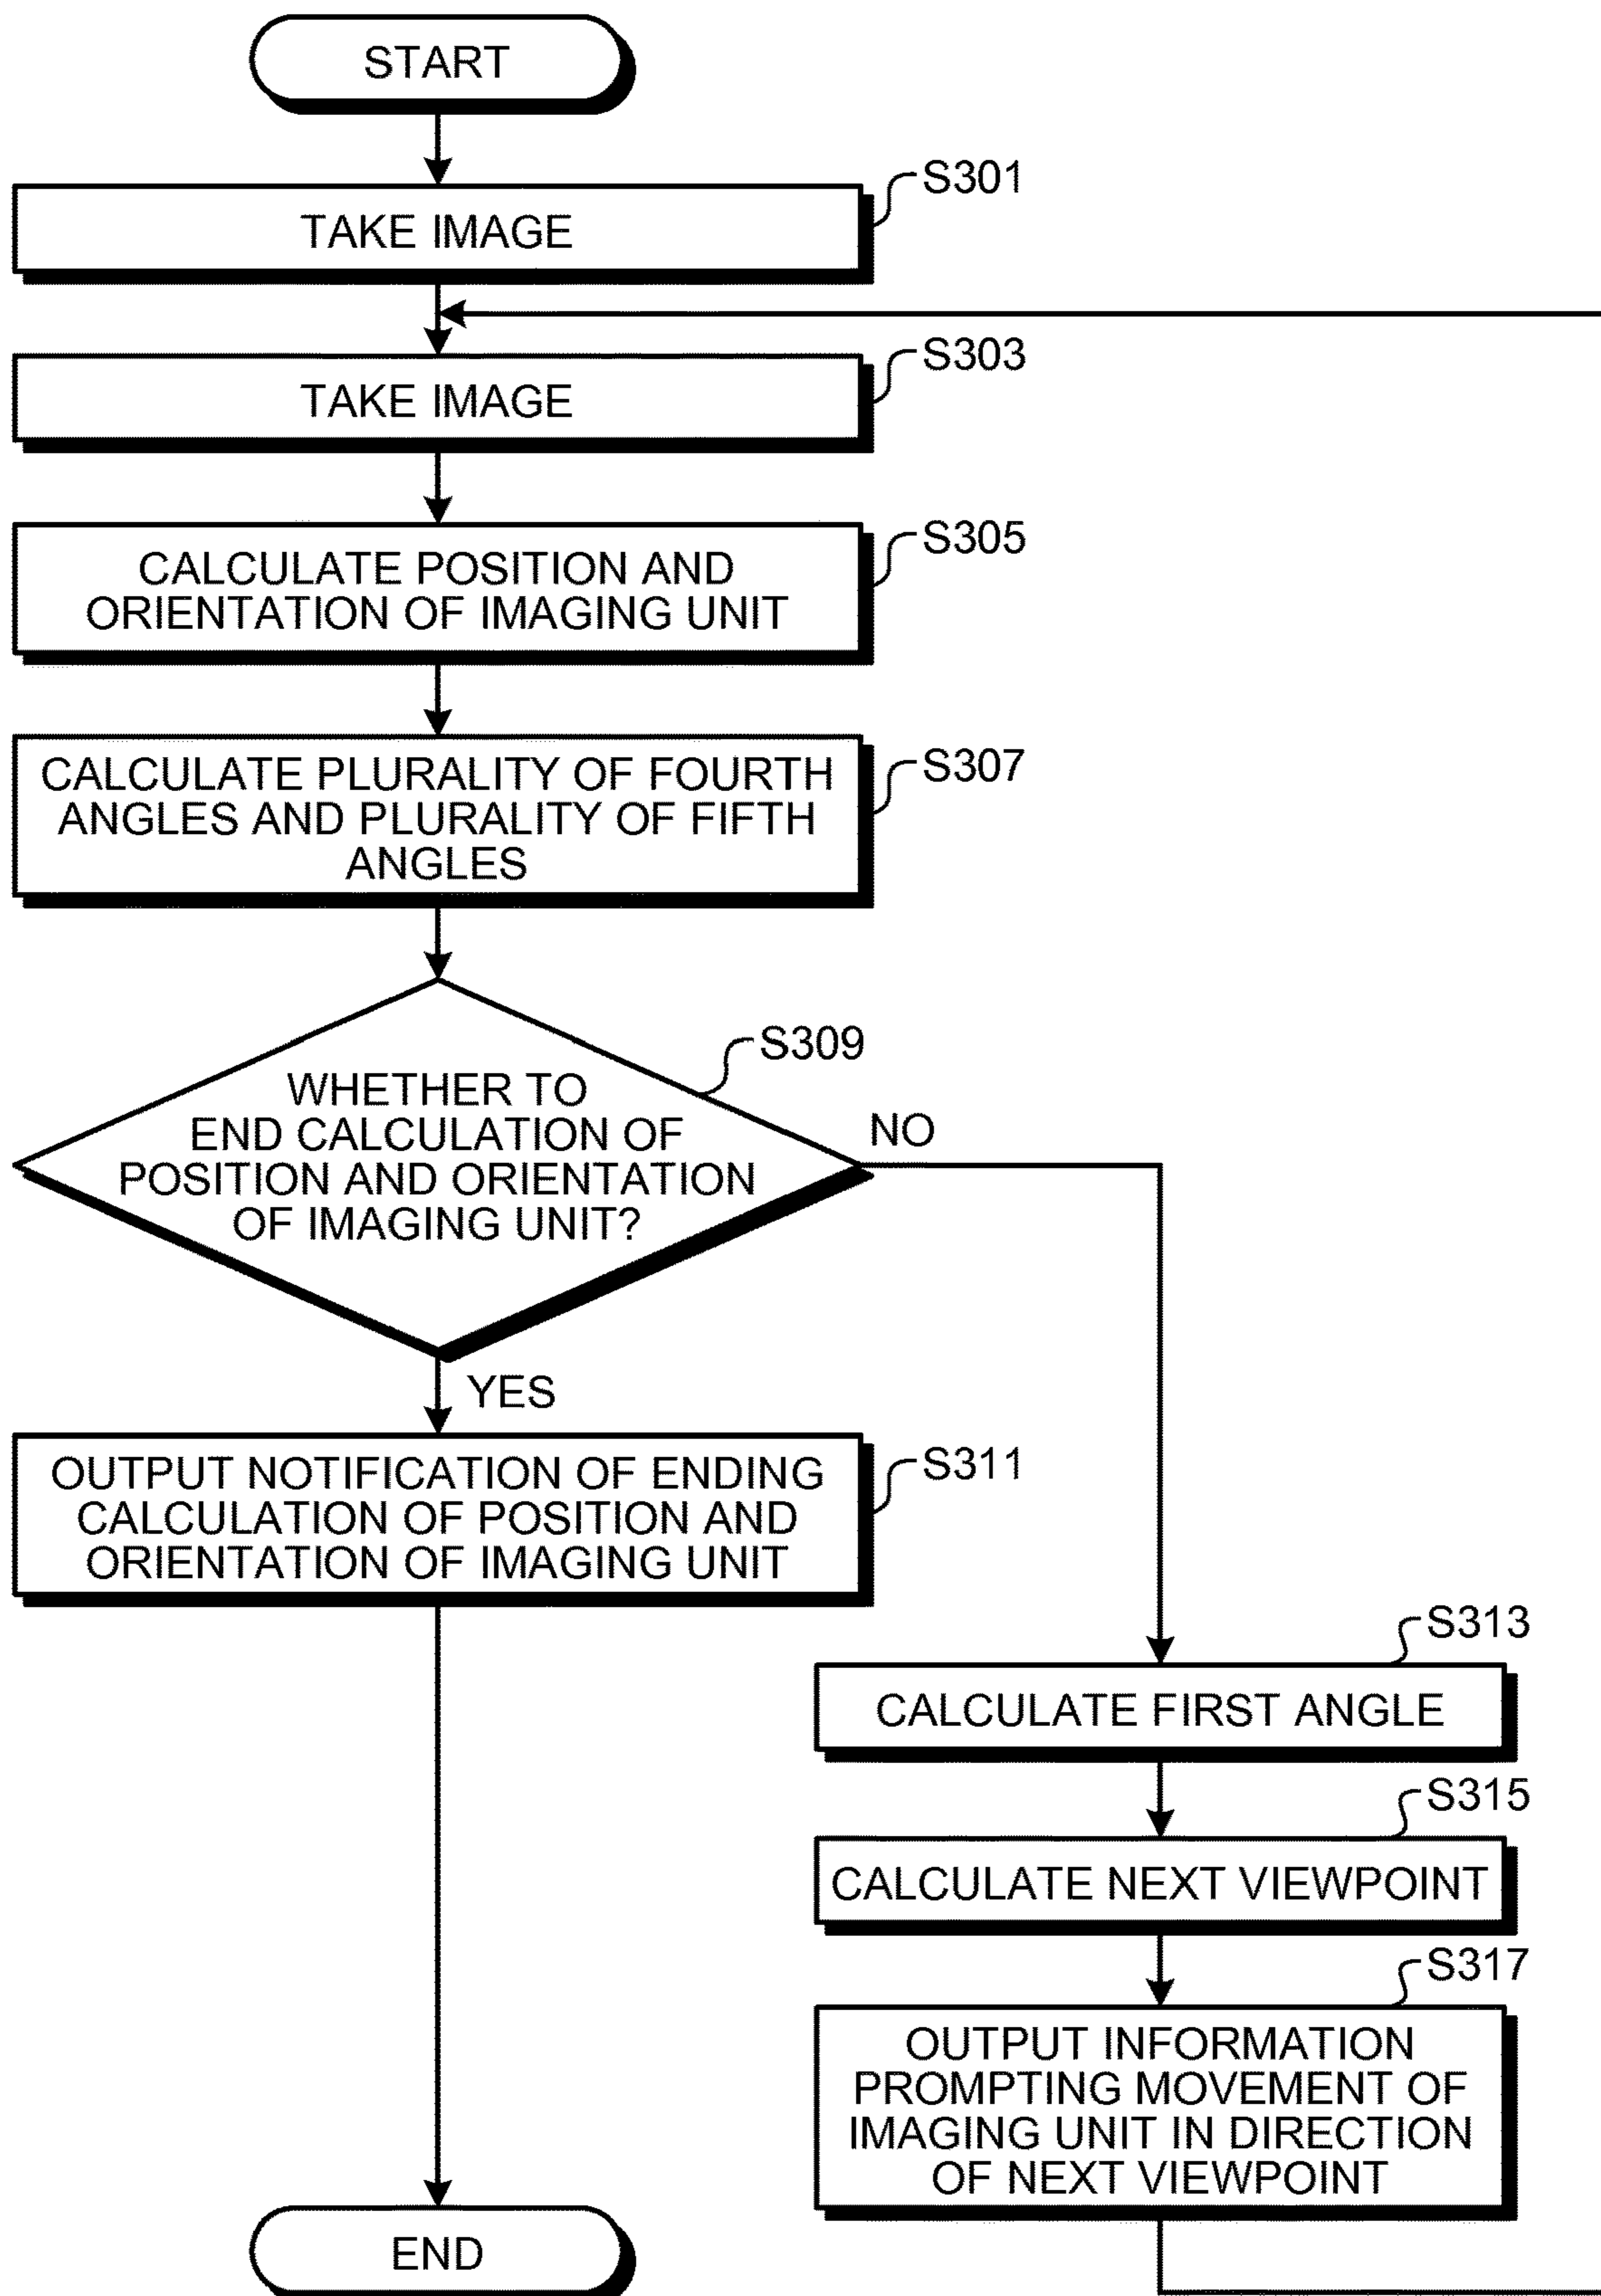 START
S301
TAKE IMAGE
S303
TAKE IMAGE
S305
CALCULATE POSITION AND
ORIENTATION OF IMAGING UNIT
S307
CALCULATE PLURALITY OF FOURTH
ANGLES AND PLURALITY OF FIFTH
ANGLES
S309
WHETHER TO
END CALCULATION OF
POSITION AND ORIENTATION
OF IMAGING UNIT?
NO
YES
S311
OUTPUT NOTIFICATION OF ENDING
CALCULATION OF POSITION AND
ORIENTATION OF IMAGING UNIT
S313
CALCULATE FIRST ANGLE
S315
CALCULATE NEXT VIEWPOINT
S317
OUTPUT INFORMATION
PROMPTING MOVEMENT OF
IMAGING UNIT IN DIRECTION
OF NEXT VIEWPOINT
END